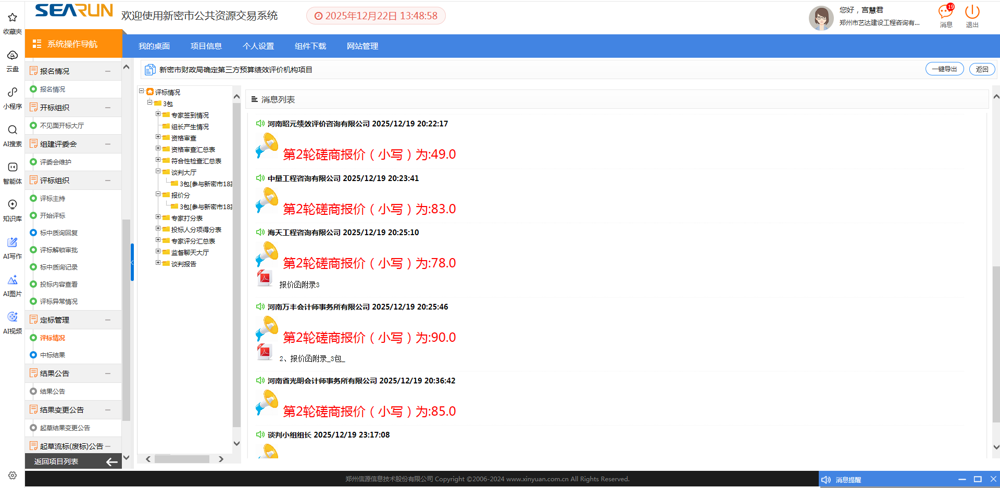 SEARUN
欢迎使用新密市公共资源交易系统
2025年12月22日 13:48:58
您好，宫慧君
郑州市艺达建设工程咨询有...
19
消息
退出
收藏夹
云盘
小程序
AI搜索
智能体
知识库
AI写作
AI图片
AI视频
系统操作导航
我的桌面
项目信息
个人设置
组件下载
网站管理
报名情况
报名情况
开标组织
不见面开标大厅
组建评委会
评委会维护
评标组织
评标主持
开始评标
标中质询回复
评标解锁审批
标中质询记录
投标内容查看
评标异常情况
定标管理
评标情况
中标结果
结果公告
结果公告
结果变更公告
起草结果变更公告
起草流标(废标)公告
返回项目列表
新密市财政局确定第三方预算绩效评价机构项目
一键导出
返回
评标情况
3包
专家签到情况
组长产生情况
资格审查
资格审查汇总表
符合性检查汇总表
谈判大厅
3包[参与新密市18
报价分
3包[参与新密市18
专家打分表
投标人分项得分表
专家评分汇总表
监督聊天大厅
谈判报告
消息列表
河南昭元绩效评价咨询有限公司 2025/12/19 20:22:17
第2轮磋商报价（小写）为:49.0
中量工程咨询有限公司 2025/12/19 20:23:41
第2轮磋商报价（小写）为:83.0
海天工程咨询有限公司 2025/12/19 20:25:10
第2轮磋商报价（小写）为:78.0
报价函附录3
河南万丰会计师事务所有限公司 2025/12/19 20:25:46
第2轮磋商报价（小写）为:90.0
2、报价函附录_3包_
河南省光明会计师事务所有限公司 2025/12/19 20:36:42
第2轮磋商报价（小写）为:85.0
谈判小组组长 2025/12/19 23:17:08
郑州信源信息技术股份有限公司 Copyright ©2006-2024 www.xinyuan.com.cn All Rights Reserved.
消息提醒